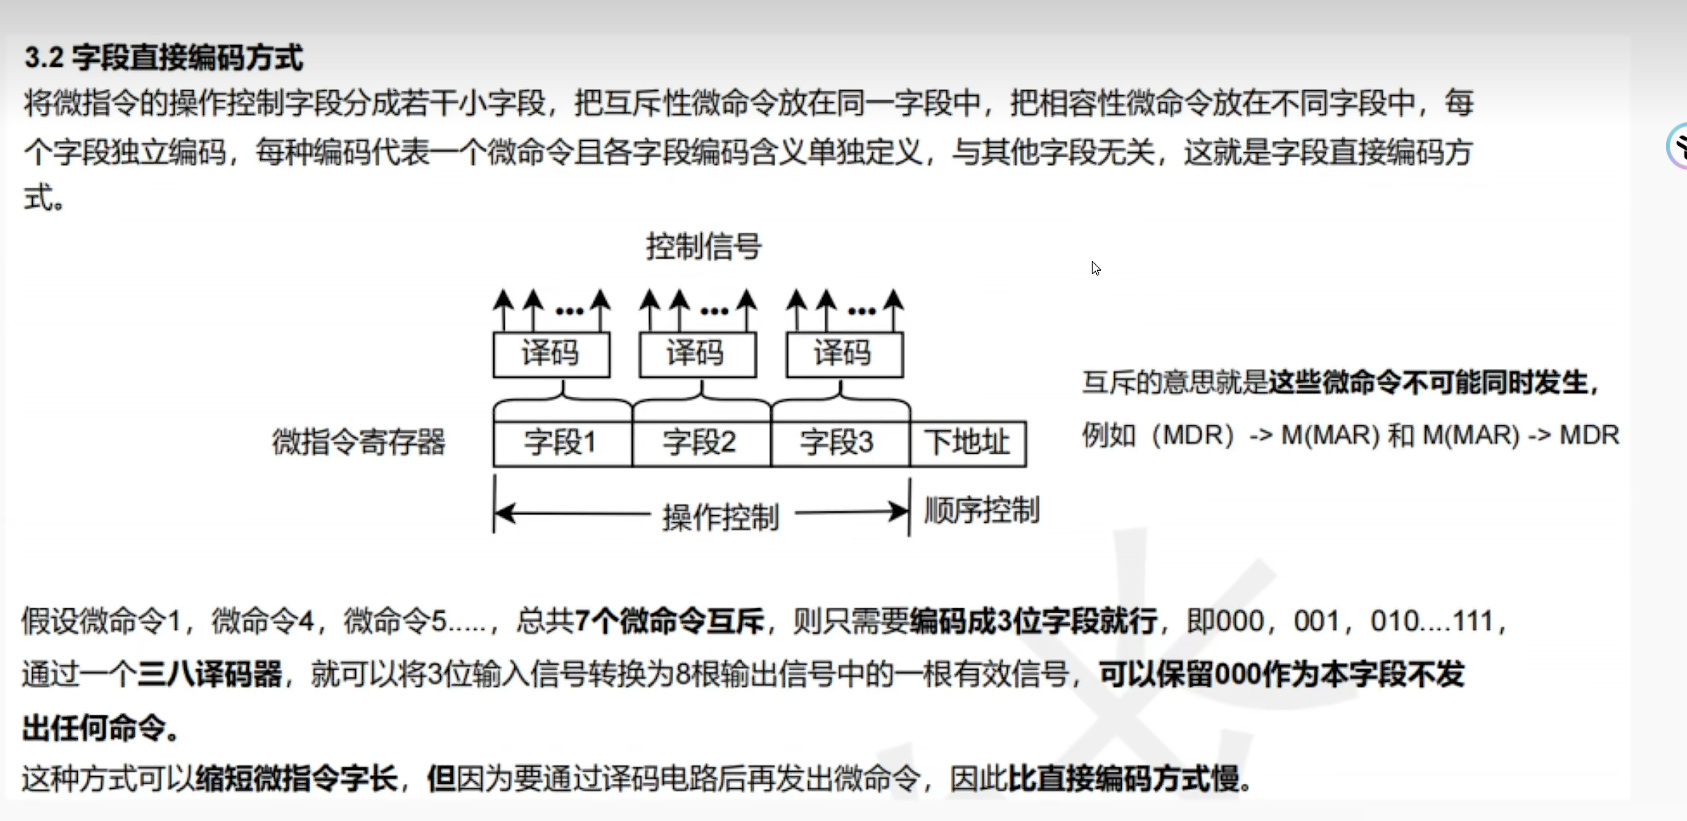 3.2 字段直接编码方式
将微指令的操作控制字段分成若干小字段，把互斥性微命令放在同一字段中，把相容性微命令放在不同字段中，每
个字段独立编码，每种编码代表一个微命令且各字段编码含义单独定义，与其他字段无关，这就是字段直接编码方
式。
控制信号
... ... ...
译码 译码 译码
互斥的意思就是这些微命令不可能同时发生，
微指令寄存器 字段1 字段2 字段3 下地址
例如（MDR）-> M(MAR) 和 M(MAR) -> MDR
操作控制 顺序控制
假设微命令1，微命令4，微命令5.....，总共7个微命令互斥，则只需要编码成3位字段就行，即000，001，010....111，
通过一个三八译码器，就可以将3位输入信号转换为8根输出信号中的一根有效信号，可以保留000作为本字段不发
出任何命令。
这种方式可以缩短微指令字长，但因为要通过译码电路后再发出微命令，因此比直接编码方式慢。